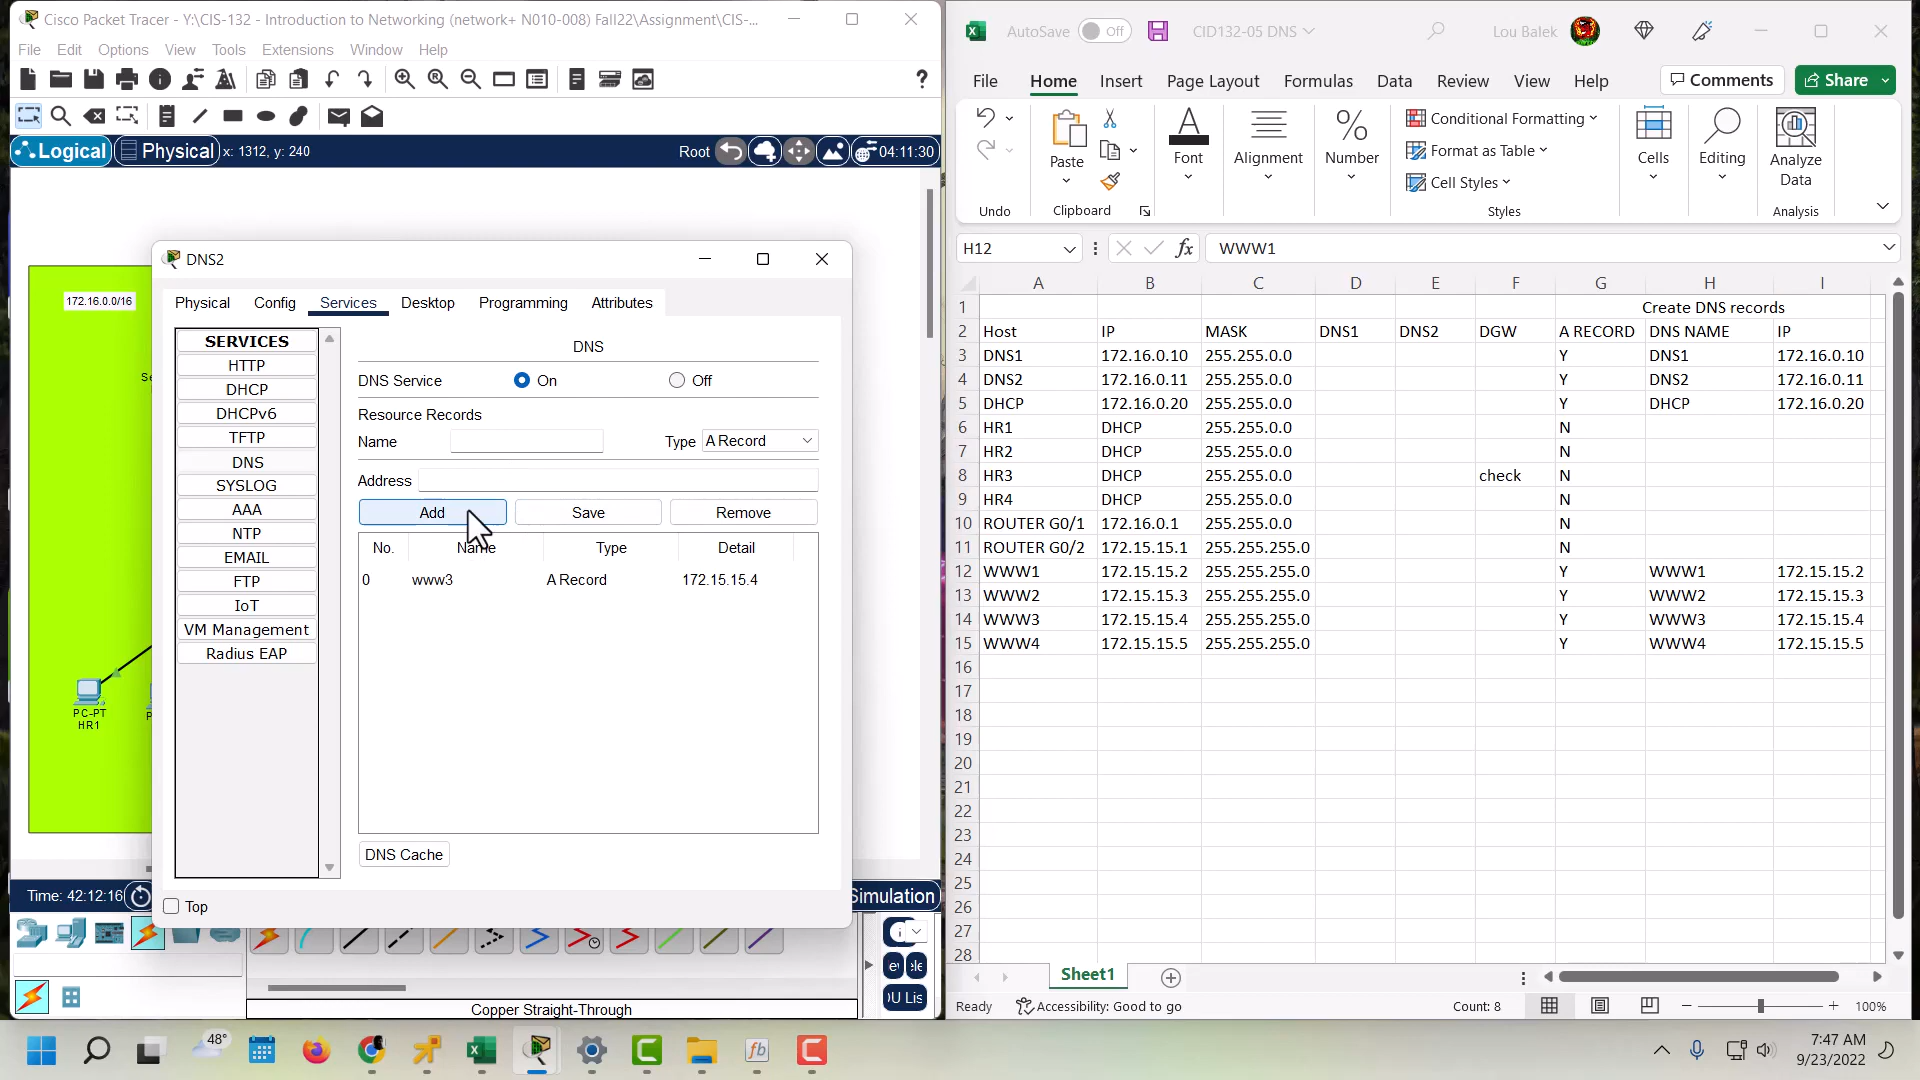 Cisco Packet Tracer - Y:\CIS-132 - Introduction to Networking (network+ N010-008) Fall22\Assignment\CIS-...
File Edit Options View Tools Extensions Window Help
Logical Physical x: 1312, y: 240 Root 04:11:30
172.16.0.0/16
Se
PC-PT
HR1
P
DNS2
Physical Config Services Desktop Programming Attributes
SERVICES
HTTP
DHCP
DHCPv6
TFTP
DNS
SYSLOG
AAA
NTP
EMAIL
FTP
IoT
VM Management
Radius EAP
DNS
DNS Service On Off
Resource Records
Name Type A Record
Address
Add Save Remove
No. Name Type Detail
0 www3 A Record 172.15.15.4
DNS Cache
Top
Time: 42:12:16 Simulation
Copper Straight-Through
DU Lis
AutoSave Off CID132-05 DNS Lou Balek
File Home Insert Page Layout Formulas Data Review View Help Comments Share
Undo
Paste
Clipboard
Font
Alignment
Number
Conditional Formatting
Format as Table
Cell Styles
Styles
Cells
Editing
Analyze
Data
Analysis
H12 fx WWW1
A B C D E F G H I
1 Create DNS records
2 Host IP MASK DNS1 DNS2 DGW A RECORD DNS NAME IP
3 DNS1 172.16.0.10 255.255.0.0 Y DNS1 172.16.0.10
4 DNS2 172.16.0.11 255.255.0.0 Y DNS2 172.16.0.11
5 DHCP 172.16.0.20 255.255.0.0 Y DHCP 172.16.0.20
6 HR1 DHCP 255.255.0.0 N
7 HR2 DHCP 255.255.0.0 N
8 HR3 DHCP 255.255.0.0 check N
9 HR4 DHCP 255.255.0.0 N
10 ROUTER G0/1 172.16.0.1 255.255.0.0 N
11 ROUTER G0/2 172.15.15.1 255.255.255.0 N
12 WWW1 172.15.15.2 255.255.255.0 Y WWW1 172.15.15.2
13 WWW2 172.15.15.3 255.255.255.0 Y WWW2 172.15.15.3
14 WWW3 172.15.15.4 255.255.255.0 Y WWW3 172.15.15.4
15 WWW4 172.15.15.5 255.255.255.0 Y WWW4 172.15.15.5
16
17
18
19
20
21
22
23
24
25
26
27
28
Sheet1
Ready Accessibility: Good to go Count: 8 100%
48°
7:47 AM
9/23/2022